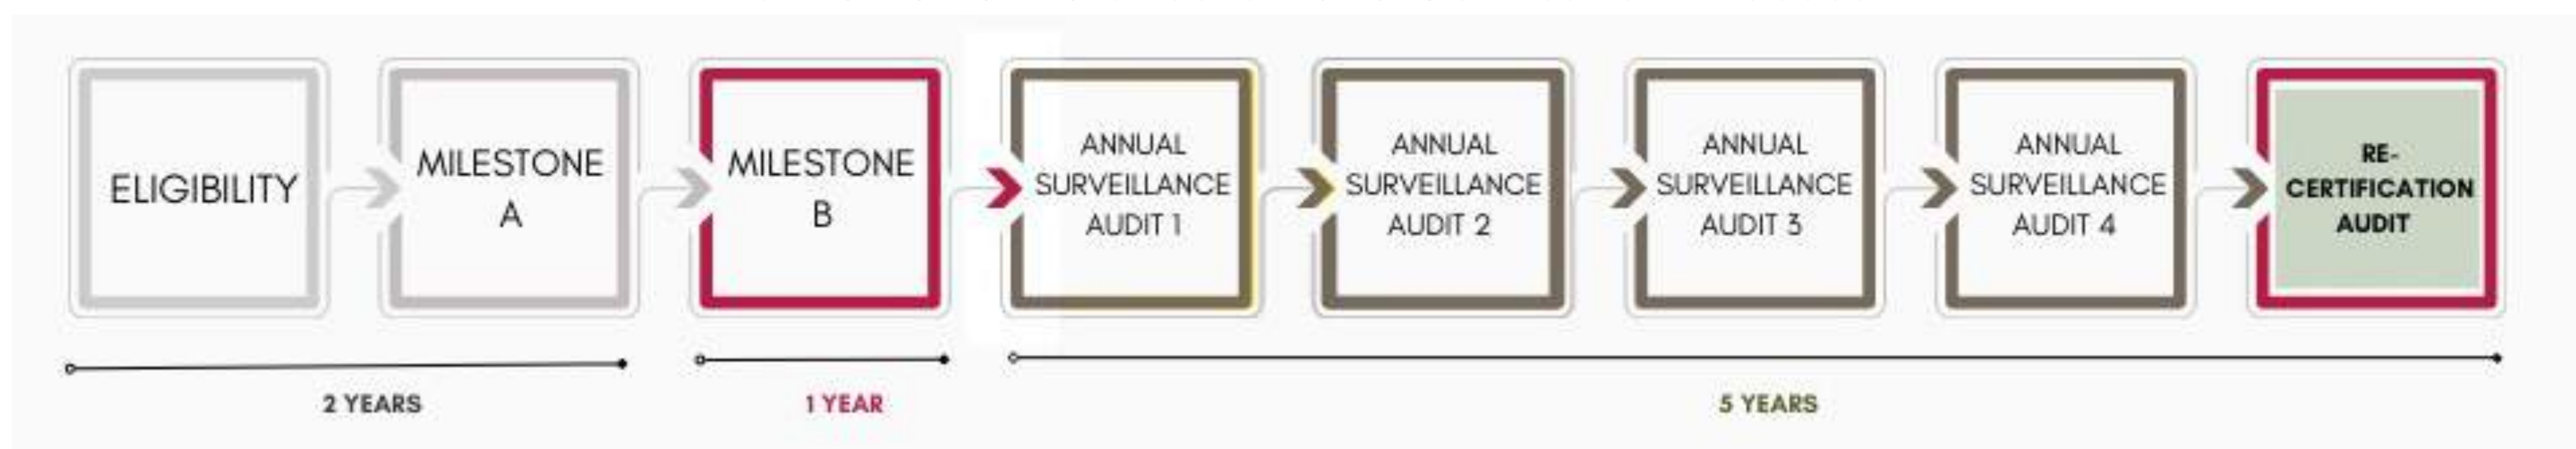 ELIGIBILITY
MILESTONE
A
MILESTONE
B
ANNUAL
SURVEILLANCE
AUDIT 1
ANNUAL
SURVEILLANCE
AUDIT 2
ANNUAL
SURVEILLANCE
AUDIT 3
ANNUAL
SURVEILLANCE
AUDIT 4
RE-
CERTIFICATION
AUDIT
2 YEARS
1 YEAR
5 YEARS